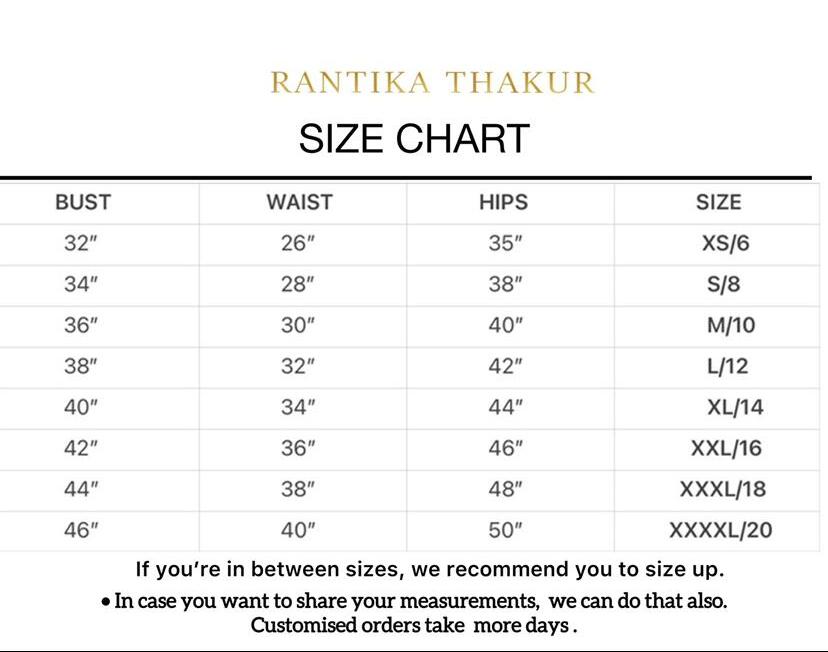 RANTIKA THAKUR
SIZE CHART
BUST WAIST HIPS SIZE
32" 26" 35" XS/6
34" 28" 38" S/8
36" 30" 40" M/10
38" 32" 42" L/12
40" 34" 44" XL/14
42" 36" 46" XXL/16
44" 38" 48" XXXL/18
46" 40" 50" XXXXL/20
If you're in between sizes, we recommend you to size up.
• In case you want to share your measurements, we can do that also.
Customised orders take more days .